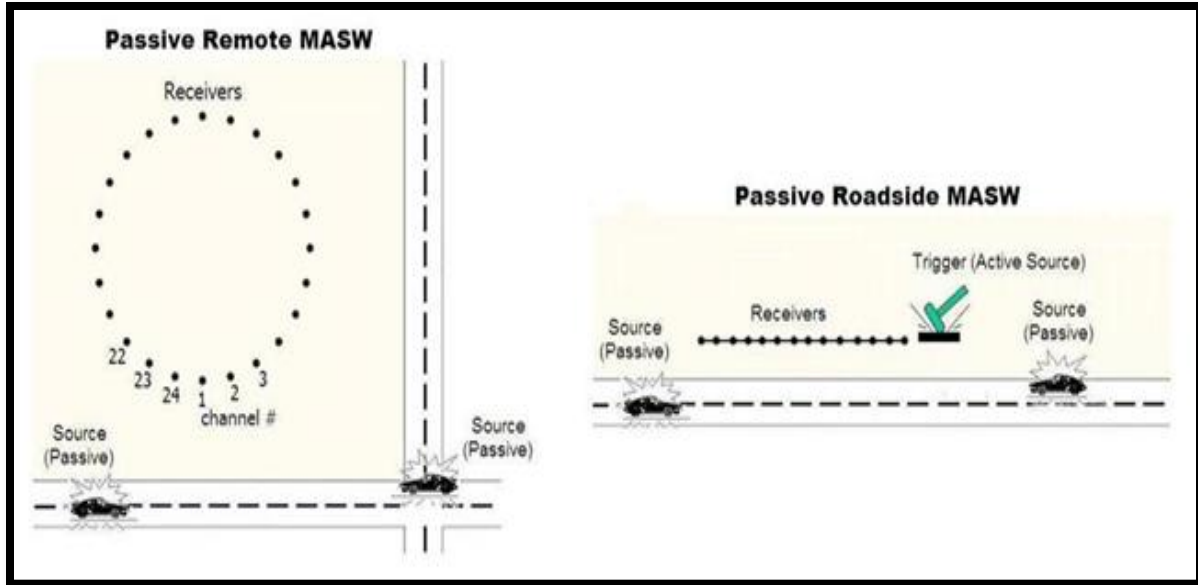 Passive Remote MASW
Receivers
22
23
24
1
2
3
channel #
Source
(Passive)
Source
(Passive)
Passive Roadside MASW
Trigger (Active Source)
Receivers
Source
(Passive)
Source
(Passive)